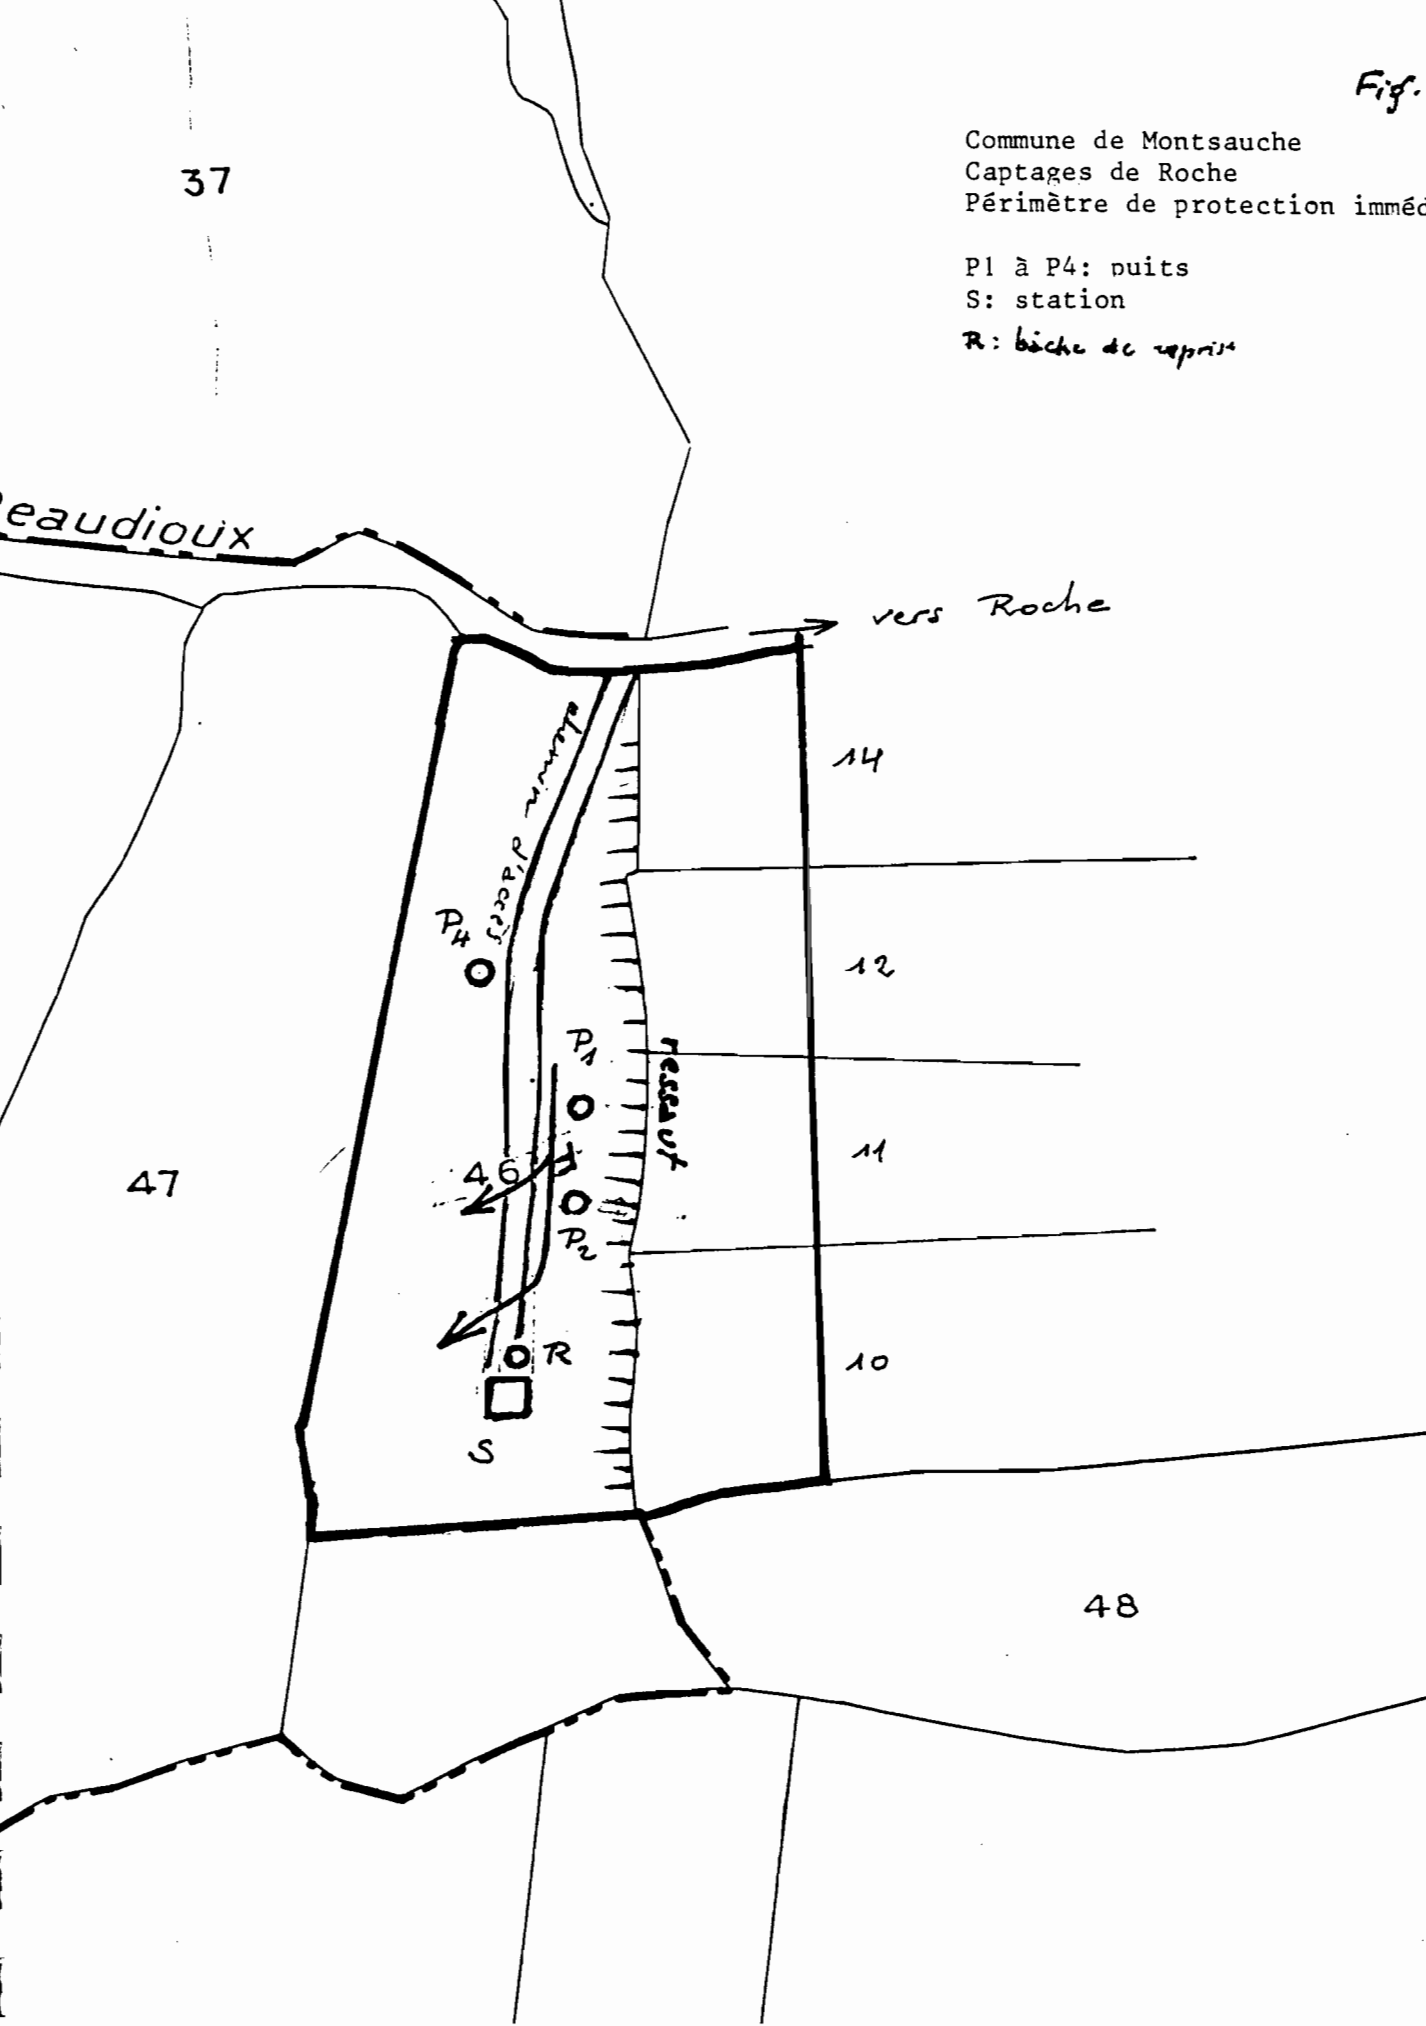 Fig.
Commune de Montsauche
Captages de Roche
Périmètre de protection imméd
P1 à P4: puits
S: station
R: bâche de reprise
37
eaudioux
vers Roche
chemin d'accès
14
P4
12
P1
ressaut
11
47
46
P2
R
10
S
48